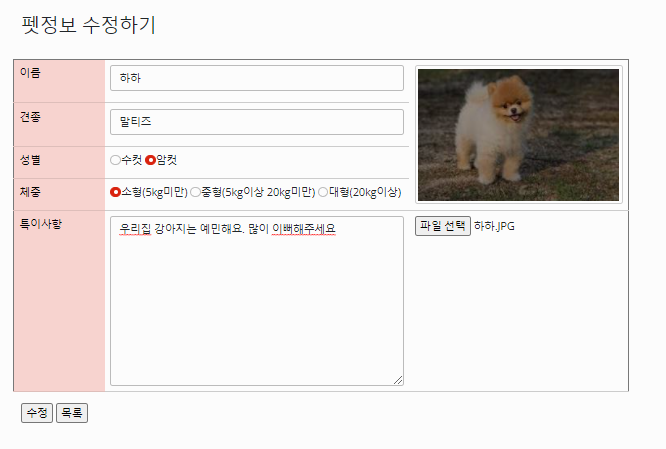 펫정보 수정하기
이름
하하
견종
말티즈
성별
수컷 암컷
체중
소형(5kg미만) 중형(5kg이상 20kg미만) 대형(20kg이상)
특이사항
우리집 강아지는 예민해요. 많이 이뻐해주세요
파일 선택 하하.JPG
수정 목록